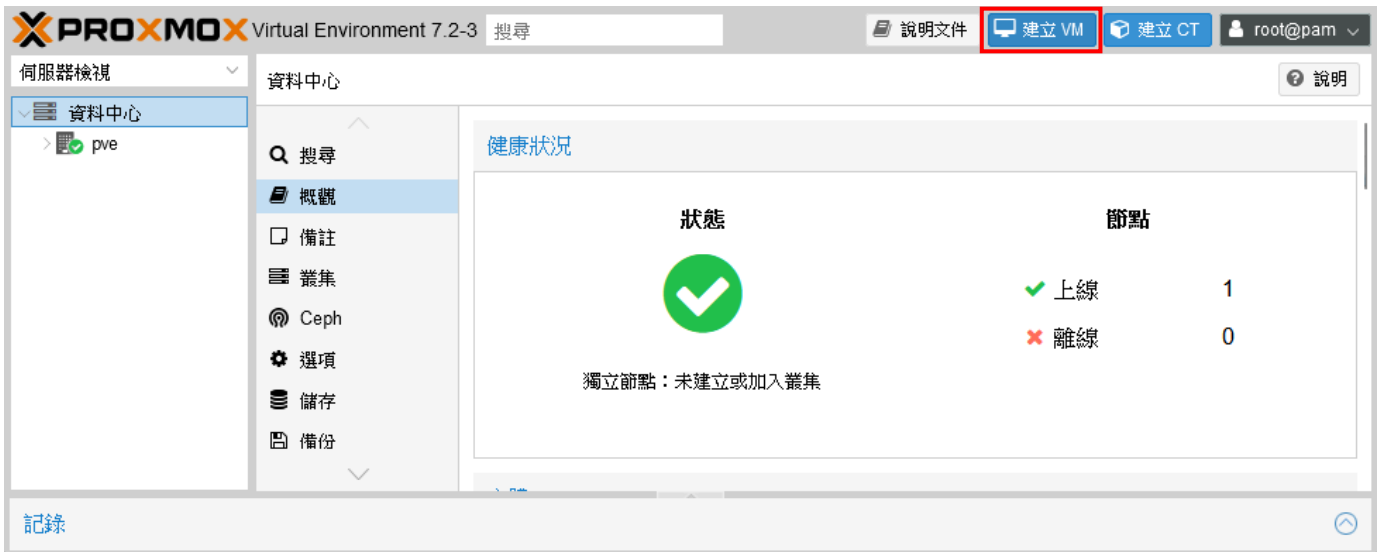 PROXMOX Virtual Environment 7.2-3 搜尋 說明文件 建立 VM 建立 CT root@pam
伺服器檢視
資料中心
pve
資料中心 說明
搜尋
概觀
備註
叢集
Ceph
選項
儲存
備份
健康狀況
狀態
節點
上線 1
離線 0
獨立節點：未建立或加入叢集
記錄